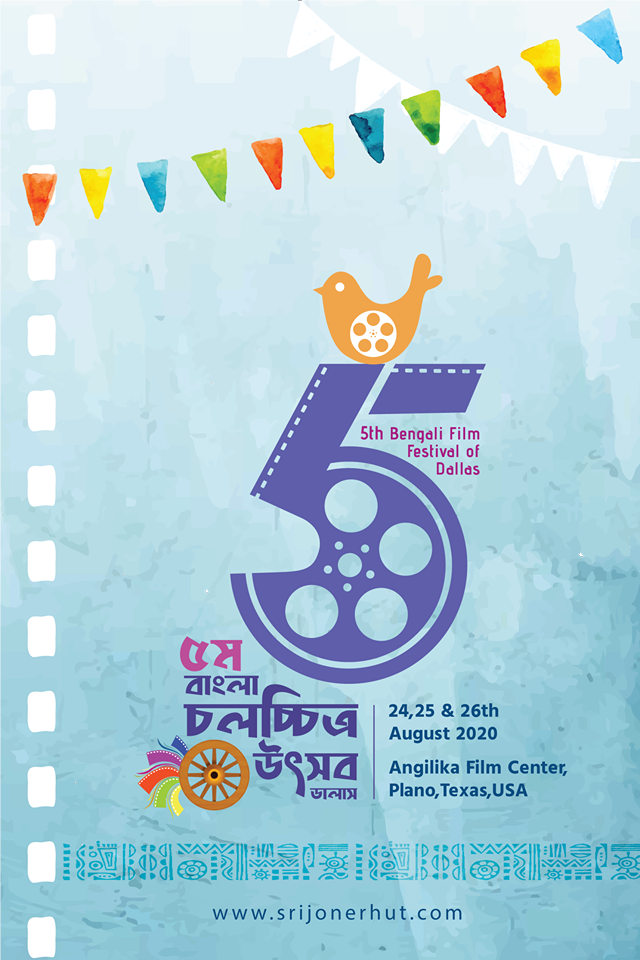 5th Bengali Film
Festival of
Dallas
৫ম
বাংলা
চলচ্চিত্র
উৎসব
ডালাস
24,25 & 26th
August 2020
Angilika Film Center,
Plano,Texas,USA
www.srijonerhut.com